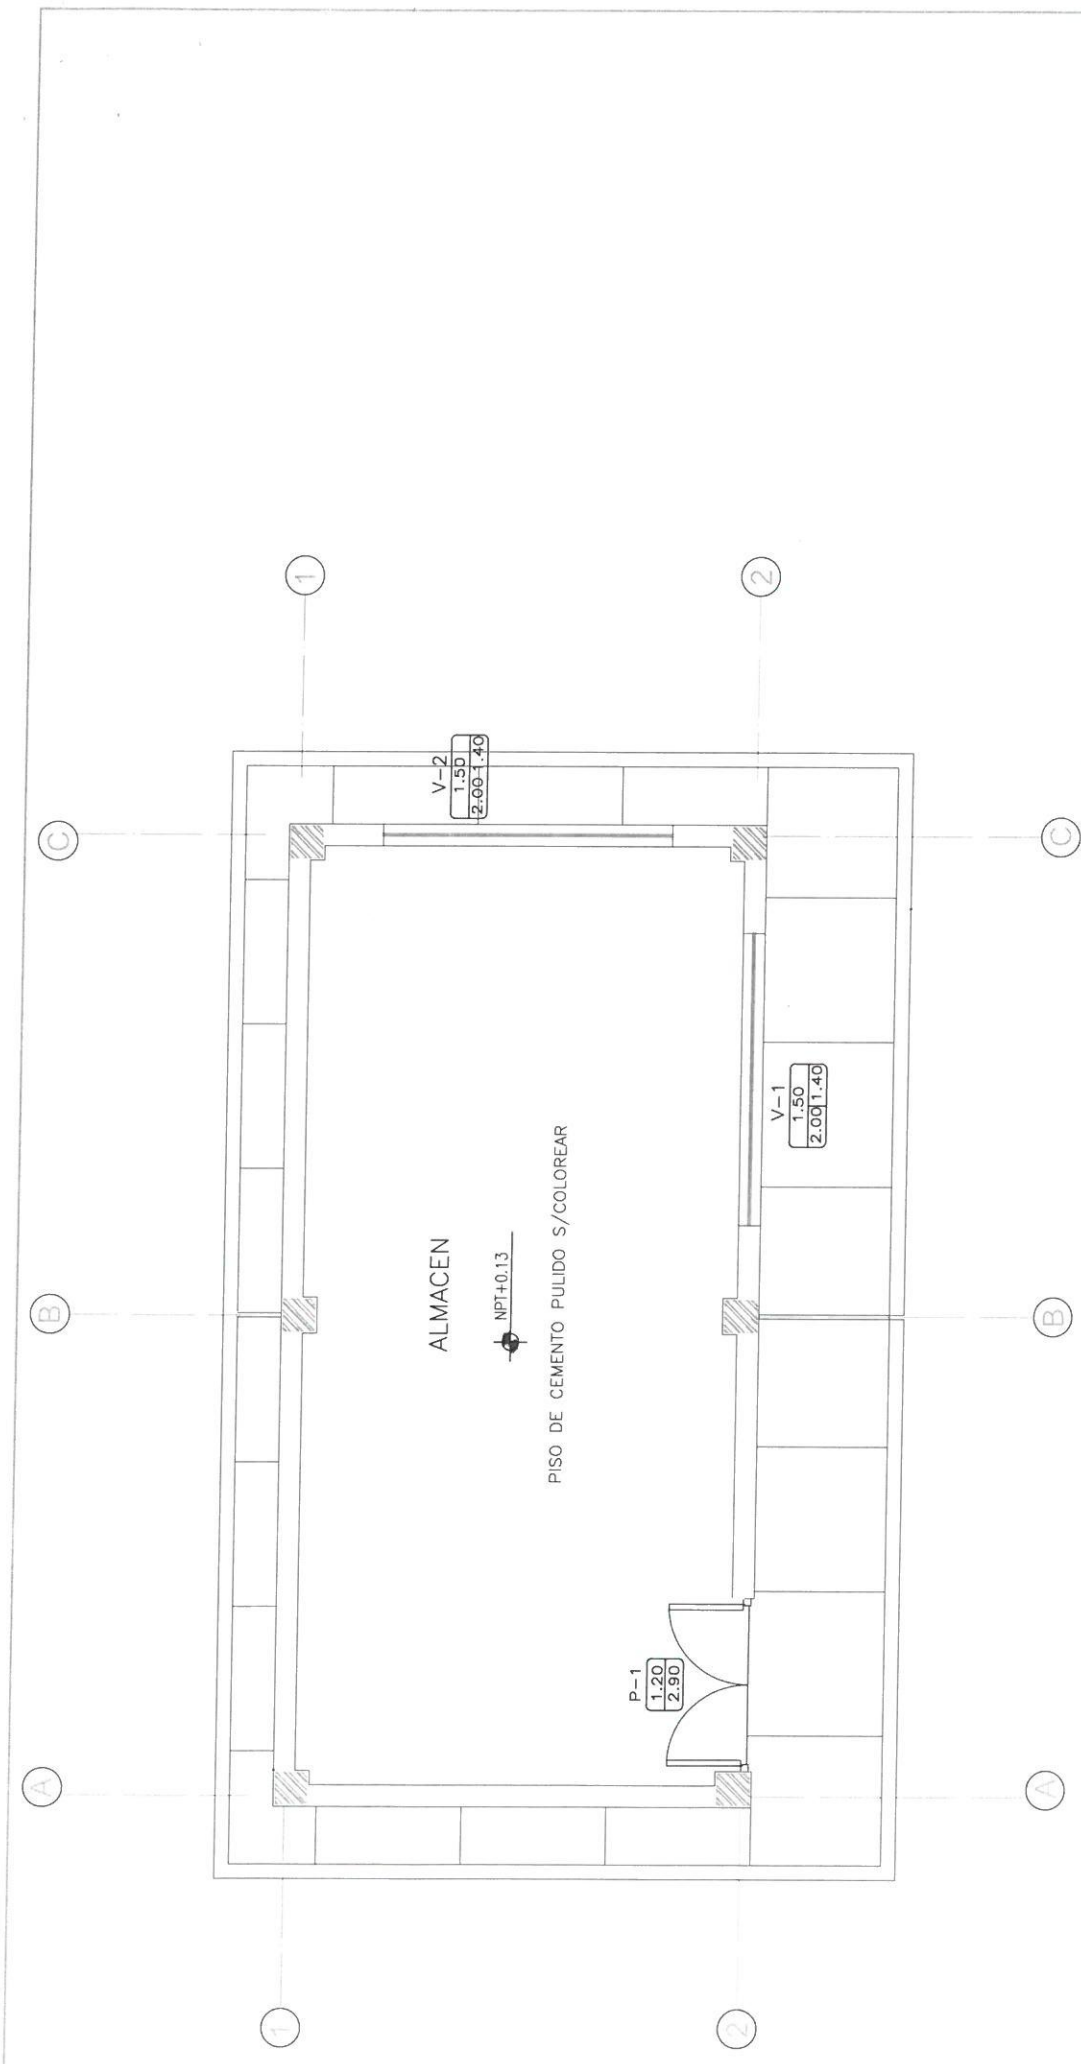 A
B
C
1
1
ALMACEN
NPT+0.13
PISO DE CEMENTO PULIDO S/COLOREAR
V-2
1.50
2.00 1.40
P-1
1.20
2.90
V-1
1.50
2.00 1.40
2
2
A
B
C